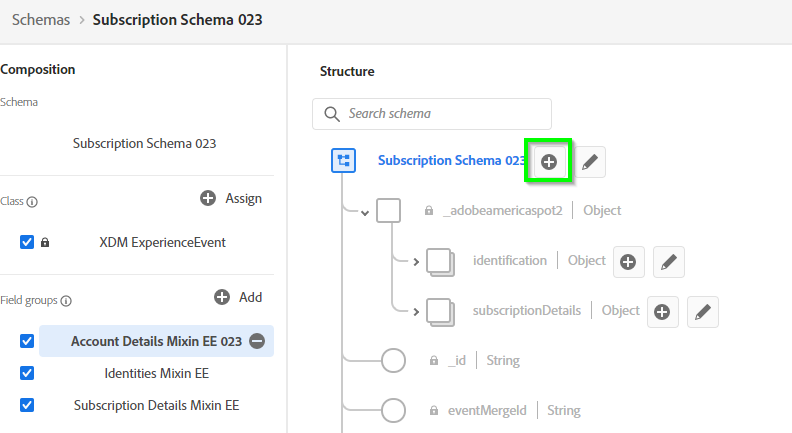 Schemas > Subscription Schema 023
Composition
Schema
Subscription Schema 023
Class
Assign
XDM ExperienceEvent
Field groups
Add
Account Details Mixin EE 023
Identities Mixin EE
Subscription Details Mixin EE
Structure
Search schema
Subscription Schema 023
_adobeamericaspot2 | Object
identification | Object
subscriptionDetails | Object
_id | String
eventMergeId | String